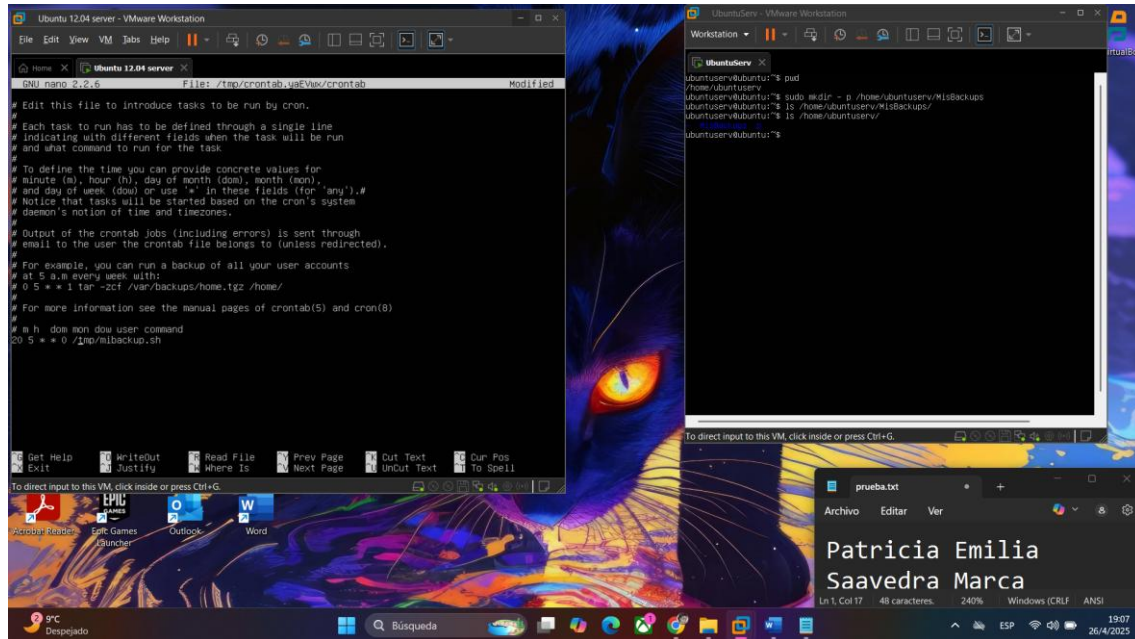 Ubuntu 12.04 server - VMware Workstation
File Edit View VM Tabs Help
Home
Ubuntu 12.04 server
GNU nano 2.2.6 File: /tmp/crontab.yaEVwx/crontab Modified
# Edit this file to introduce tasks to be run by cron.
#
# Each task to run has to be defined through a single line
# indicating with different fields when the task will be run
# and what command to run for the task
#
# To define the time you can provide concrete values for
# minute (m), hour (h), day of month (dom), month (mon),
# and day of week (dow) or use '*' in these fields (for 'any').#
# Notice that tasks will be started based on the cron's system
# daemon's notion of time and timezones.
#
# Output of the crontab jobs (including errors) is sent through
# email to the user the crontab file belongs to (unless redirected).
#
# For example, you can run a backup of all your user accounts
# at 5 a.m every week with:
# 0 5 * * 1 tar -zcf /var/backups/home.tgz /home/
#
# For more information see the manual pages of crontab(5) and cron(8)
#
# m h dom mon dow user command
20 5 * * 0 /tmp/mibackup.sh
^G Get Help ^O WriteOut ^R Read File ^Y Prev Page ^K Cut Text ^C Cur Pos
^X Exit ^J Justify ^W Where Is ^V Next Page ^U UnCut Text ^T To Spell
To direct input to this VM, click inside or press Ctrl+G.
UbuntuServ - VMware Workstation
Workstation
UbuntuServ
ubuntuserv@ubuntu:~$ pwd
/home/ubuntuserv
ubuntuserv@ubuntu:~$ sudo mkdir - p /home/ubuntuserv/MisBackups
ubuntuserv@ubuntu:~$ ls /home/ubuntuserv/MisBackups/
ubuntuserv@ubuntu:~$ ls /home/ubuntuserv/
ubuntuserv@ubuntu:~$
To direct input to this VM, click inside or press Ctrl+G.
Acrobat Reader
EPIC GAMES
Epic Games Launcher
Outlook
Word
prueba.txt
Archivo Editar Ver
Patricia Emilia
Saavedra Marca
Ln 1, Col 17 48 caracteres. 240% Windows (CRLF ANSI
2
9°C
Despejado
Búsqueda
ESP
19:07
26/4/2025